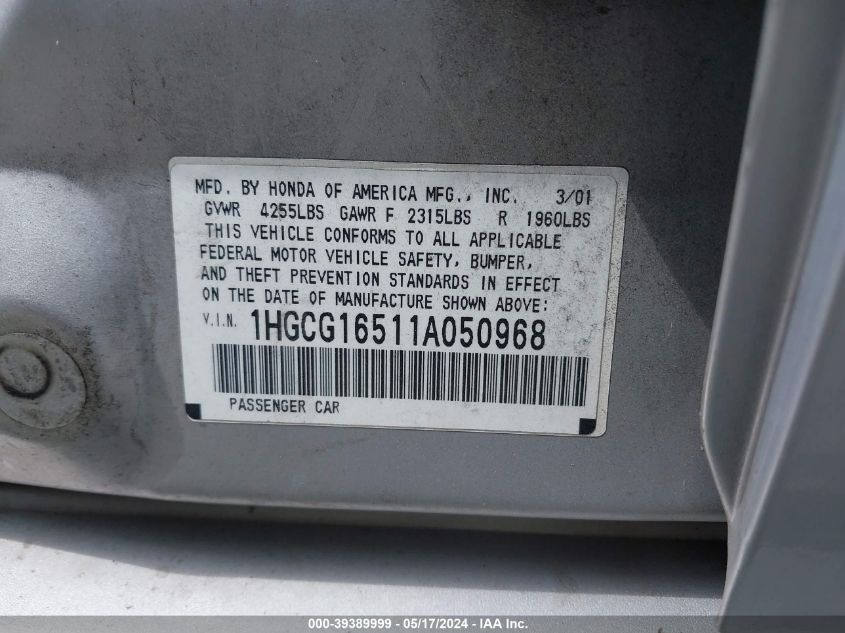 MFD. BY HONDA OF AMERICA MFG., INC. 3/01
GVWR 4255LBS GAWR F 2315LBS R 1960LBS
THIS VEHICLE CONFORMS TO ALL APPLICABLE
FEDERAL MOTOR VEHICLE SAFETY, BUMPER,
AND THEFT PREVENTION STANDARDS IN EFFECT
ON THE DATE OF MANUFACTURE SHOWN ABOVE:
V.I.N. 1HGCG16511A050968
PASSENGER CAR
000-39389999 — 05/17/2024 — IAA Inc.